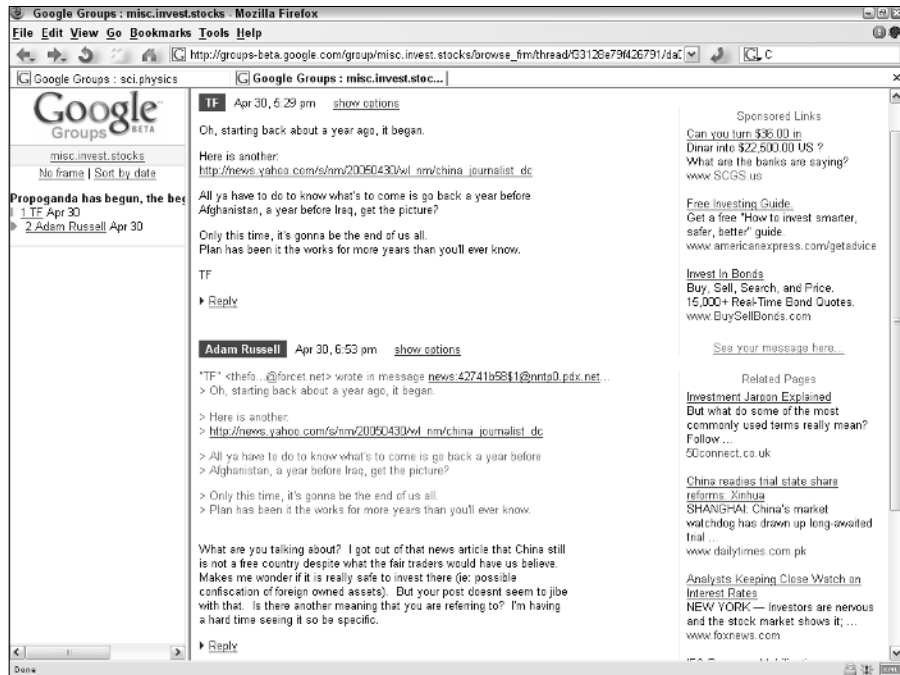 Google Groups : misc.invest.stocks - Mozilla Firefox
File Edit View Go Bookmarks Tools Help
http://groups-beta.google.com/group/misc.invest.stocks/browse_frm/thread/f33128e79f426791/da
C
Google Groups : sci.physics
Google Groups : misc.invest.stoc...
Google
Groups BETA
misc.invest.stocks
No frame | Sort by date
Propoganda has begun, the beg
1 TF Apr 30
2 Adam Russell Apr 30
TF Apr 30, 5:29 pm show options
Oh, starting back about a year ago, it began.
Here is another:
http://news.yahoo.com/s/nm/20050430/wl_nm/china_journalist_dc
All ya have to do to know what's to come is go back a year before
Afghanistan, a year before Iraq, get the picture?
Only this time, it's gonna be the end of us all.
Plan has been it the works for more years than you'll ever know.
TF
Reply
Adam Russell Apr 30, 6:53 pm show options
"TF" <thefo...@forcet.net> wrote in message news:42741b58$1@nntp0.pdx.net...
> Oh, starting back about a year ago, it began.
> Here is another:
> http://news.yahoo.com/s/nm/20050430/wl_nm/china_journalist_dc
> All ya have to do to know what's to come is go back a year before
> Afghanistan, a year before Iraq, get the picture?
> Only this time, it's gonna be the end of us all.
> Plan has been it the works for more years than you'll ever know.
What are you talking about? I got out of that news article that China still
is not a free country despite what the fair traders would have us believe.
Makes me wonder if it is really safe to invest there (ie: possible
confiscation of foreign owned assets). But your post doesnt seem to jibe
with that. Is there another meaning that you are referring to? I'm having
a hard time seeing it so be specific.
Reply
Sponsored Links
Can you turn $36.00 in
Dinar into $22,500.00 US ?
What are the banks are saying?
www.SCGS.us
Free Investing Guide.
Get a free "How to invest smarter,
safer, better" guide.
www.americanexpress.com/getadvice
Invest In Bonds
Buy, Sell, Search, and Price.
15,000+ Real-Time Bond Quotes.
www.BuySellBonds.com
See your message here...
Related Pages
Investment Jargon Explained
But what do some of the most
commonly used terms really mean?
Follow ...
50connect.co.uk
China readies trial state share
reforms: Xinhua
SHANGHAI: China's market
watchdog has drawn up long-awaited
trial ...
www.dailytimes.com.pk
Analysts Keeping Close Watch on
Interest Rates
NEW YORK — Investors are nervous
and the stock market shows it; ...
www.foxnews.com
Done